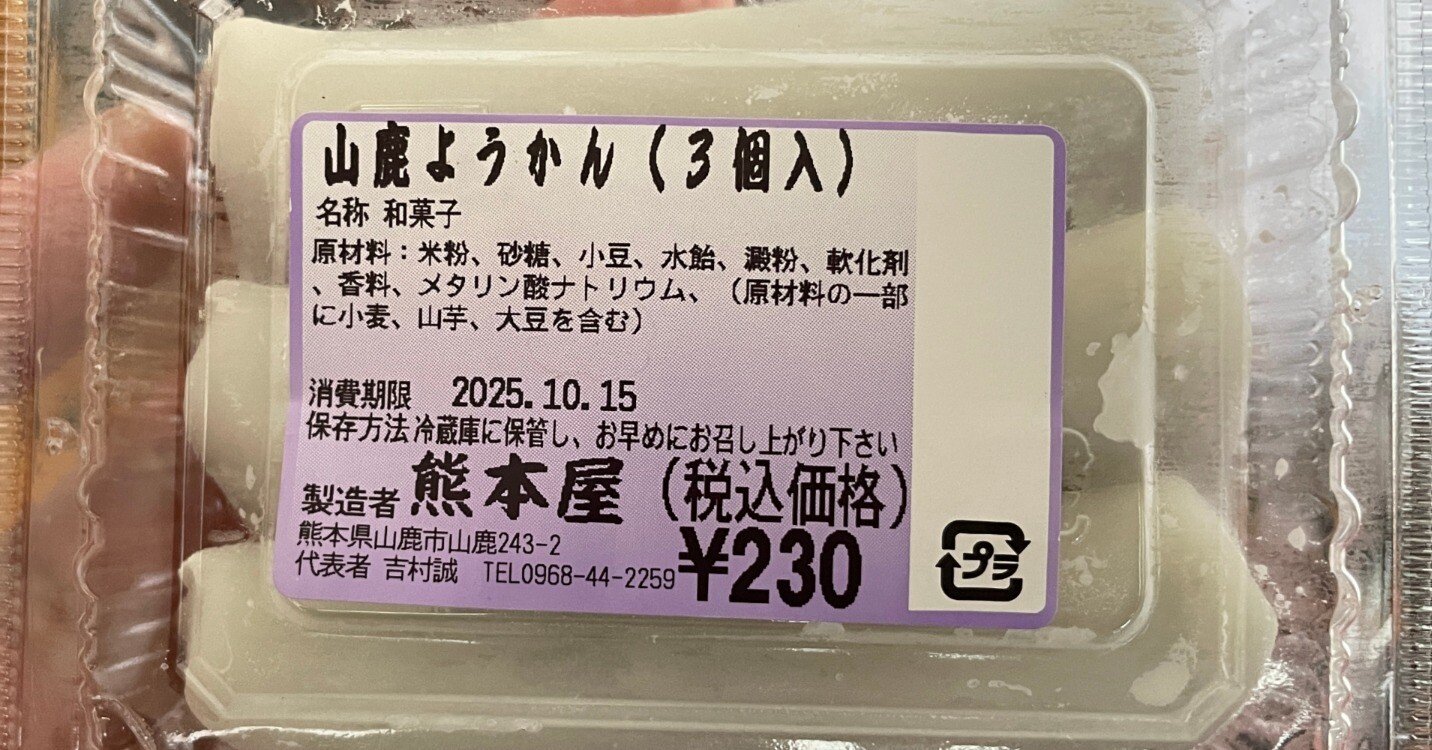 山鹿ようかん(3個入)
名称 和菓子
原材料:米粉、砂糖、小豆、水飴、澱粉、軟化剤
、香料、メタリン酸ナトリウム、(原材料の一部
に小麦、山芋、大豆を含む)
消費期限 2025.10.15
保存方法冷蔵庫に保管し、お早めにお召し上がり下さい
製造者 熊本屋 (税込価格)
熊本県山鹿市山鹿243-2
代表者 吉村誠 TEL0968-44-2259 ¥230
プラ